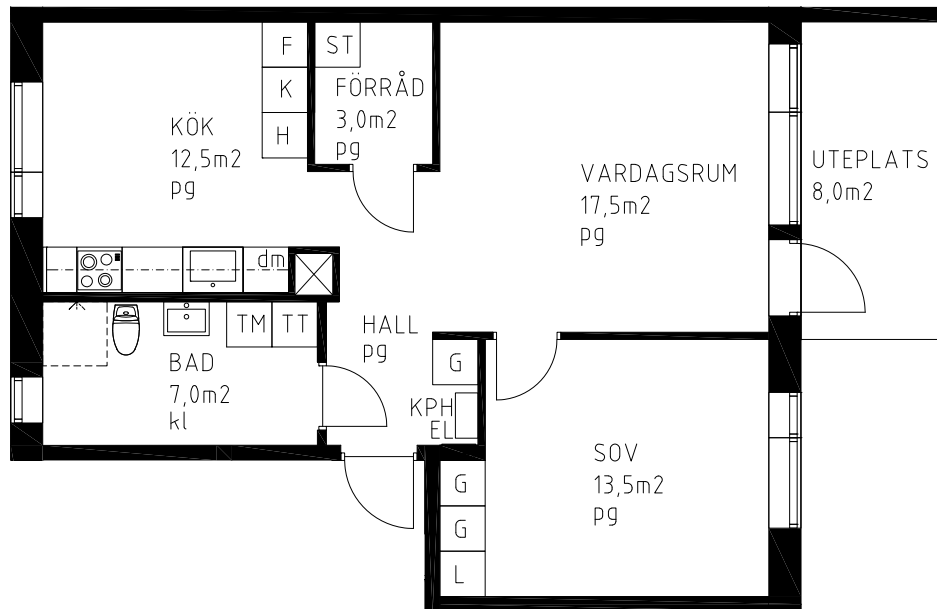 F
K
H
ST
FÖRRÅD
3,0m2
pg
KÖK
12,5m2
pg
VARDAGSRUM
17,5m2
pg
UTEPLATS
8,0m2
dm
TM
TT
BAD
7,0m2
kl
HALL
pg
G
KPH
EL
SOV
13,5m2
pg
G
G
L